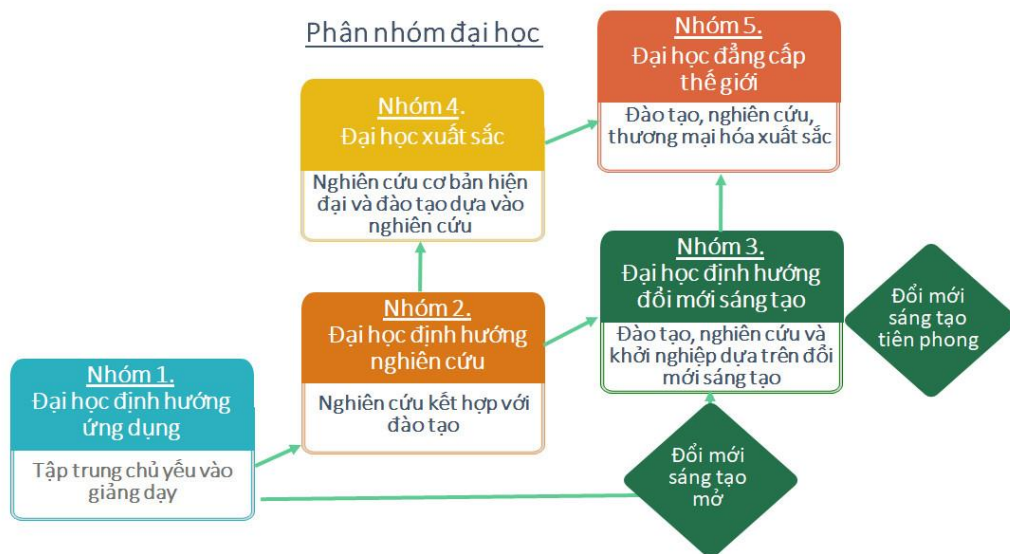 Phân nhóm đại học
Nhóm 5.
Đại học đẳng cấp
thế giới
Đào tạo, nghiên cứu,
thương mại hóa xuất sắc
Nhóm 4.
Đại học xuất sắc
Nghiên cứu cơ bản hiện
đại và đào tạo dựa vào
nghiên cứu
Nhóm 3.
Đại học định hướng
đổi mới sáng tạo
Đào tạo, nghiên cứu và
khởi nghiệp dựa trên đổi
mới sáng tạo
Đổi mới
sáng tạo
tiên phong
Nhóm 2.
Đại học định hướng
nghiên cứu
Nghiên cứu kết hợp với
đào tạo
Nhóm 1.
Đại học định hướng
ứng dụng
Tập trung chủ yếu vào
giảng dạy
Đổi mới
sáng tạo
mở